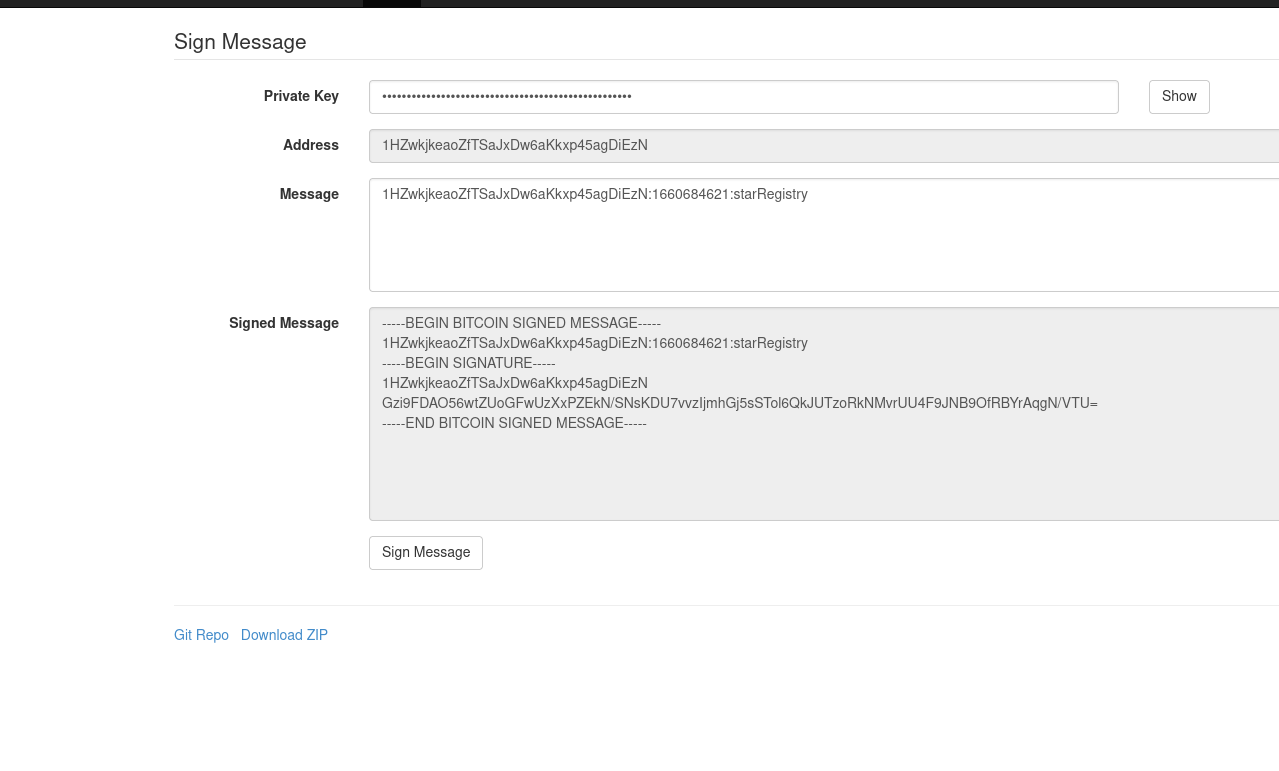 Sign Message
Private Key
••••••••••••••••••••••••••••••••••••••••••••••••••••
Show
Address
1HZwkjkeaoZfTSaJxDw6aKkxp45agDiEzN
Message
1HZwkjkeaoZfTSaJxDw6aKkxp45agDiEzN:1660684621:starRegistry
Signed Message
-----BEGIN BITCOIN SIGNED MESSAGE-----
1HZwkjkeaoZfTSaJxDw6aKkxp45agDiEzN:1660684621:starRegistry
-----BEGIN SIGNATURE-----
1HZwkjkeaoZfTSaJxDw6aKkxp45agDiEzN
Gzi9FDAO56wtZUoGFwUzXxPZEkN/SNsKDU7vvzIjmhGj5sSTol6QkJUTzoRkNMvrUU4F9JNB9OfRBYrAqgN/VTU=
-----END BITCOIN SIGNED MESSAGE-----
Sign Message
Git Repo Download ZIP